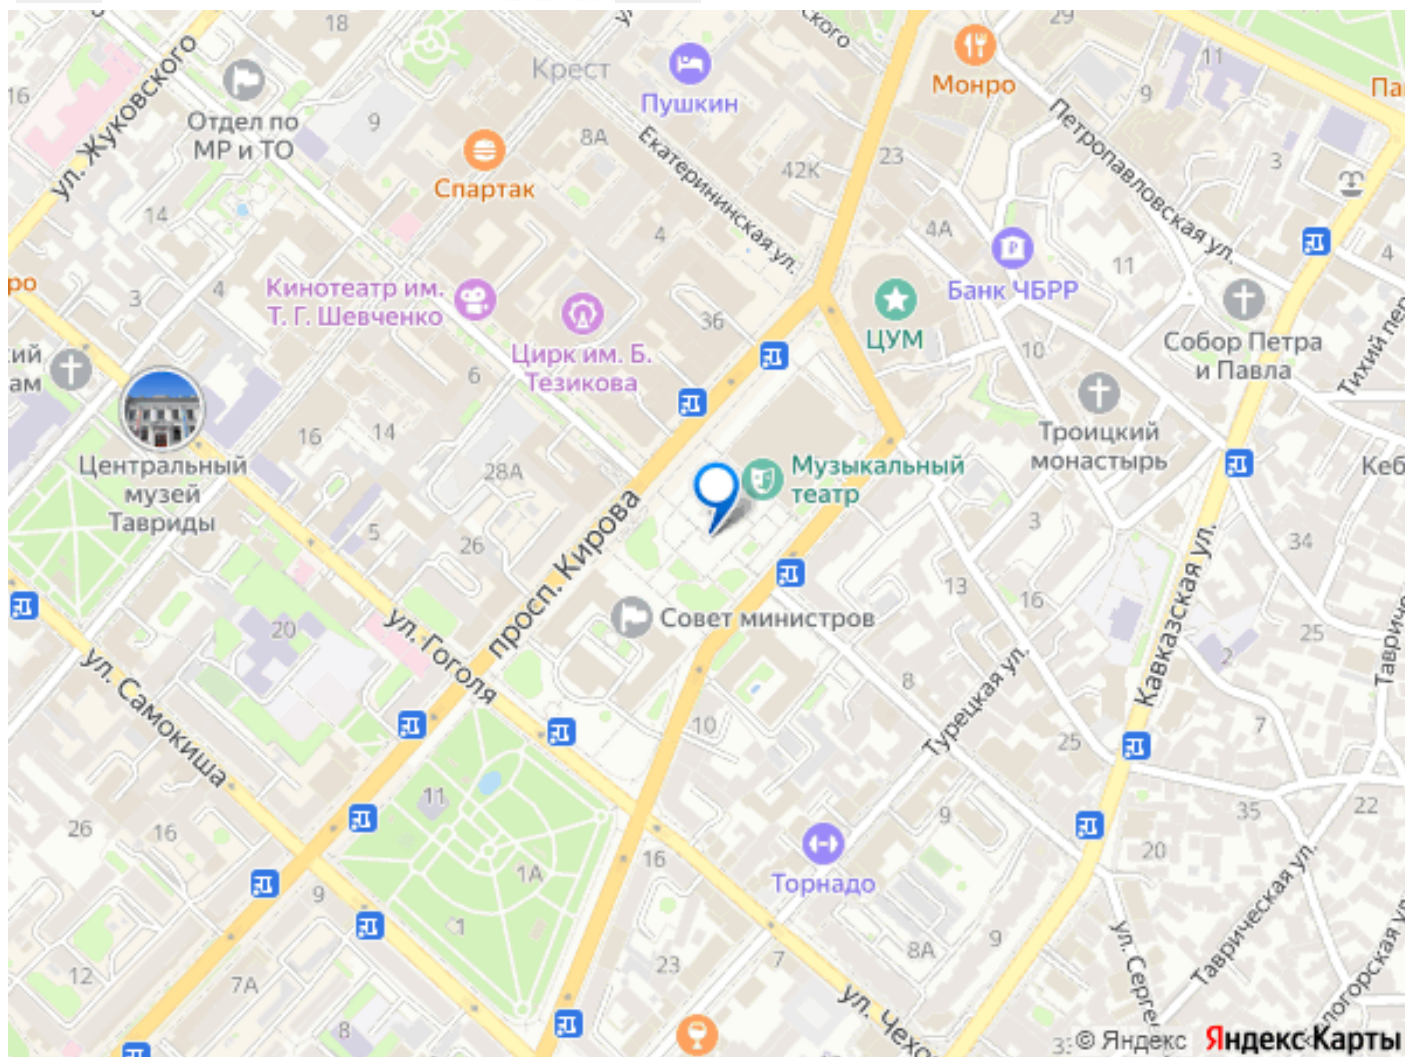 18
29
11
16
ул. Жуковского
Крест
Монро
Отдел по
МР и ТО
9
Пушкин
9
8А
Екатерининская ул.
42К
23
Петропавловская ул.
3
Спартак
14
4
4А
Банк ЧБРР
11
4
Кинотеатр им.
Т. Г. Шевченко
3
4
36
ЦУМ
Собор Петра
и Павла
Цирк им. Б.
Тезикова
6
10
16
14
28А
Троицкий
монастырь
Центральный
музей
Тавриды
Музыкальный
театр
5
26
просп. Кирова
3
34
13
16
Кавказская ул.
20
ул. Гоголя
Совет министров
25
2
8
Турецкая ул.
ул. Самокиша
10
25
7
11
26
16
1А
9
35
22
16
Торнадо
20
9
1
Таврическая ул.
12
7А
23
7
8А
9
8
© Яндекс
Яндекс Карты